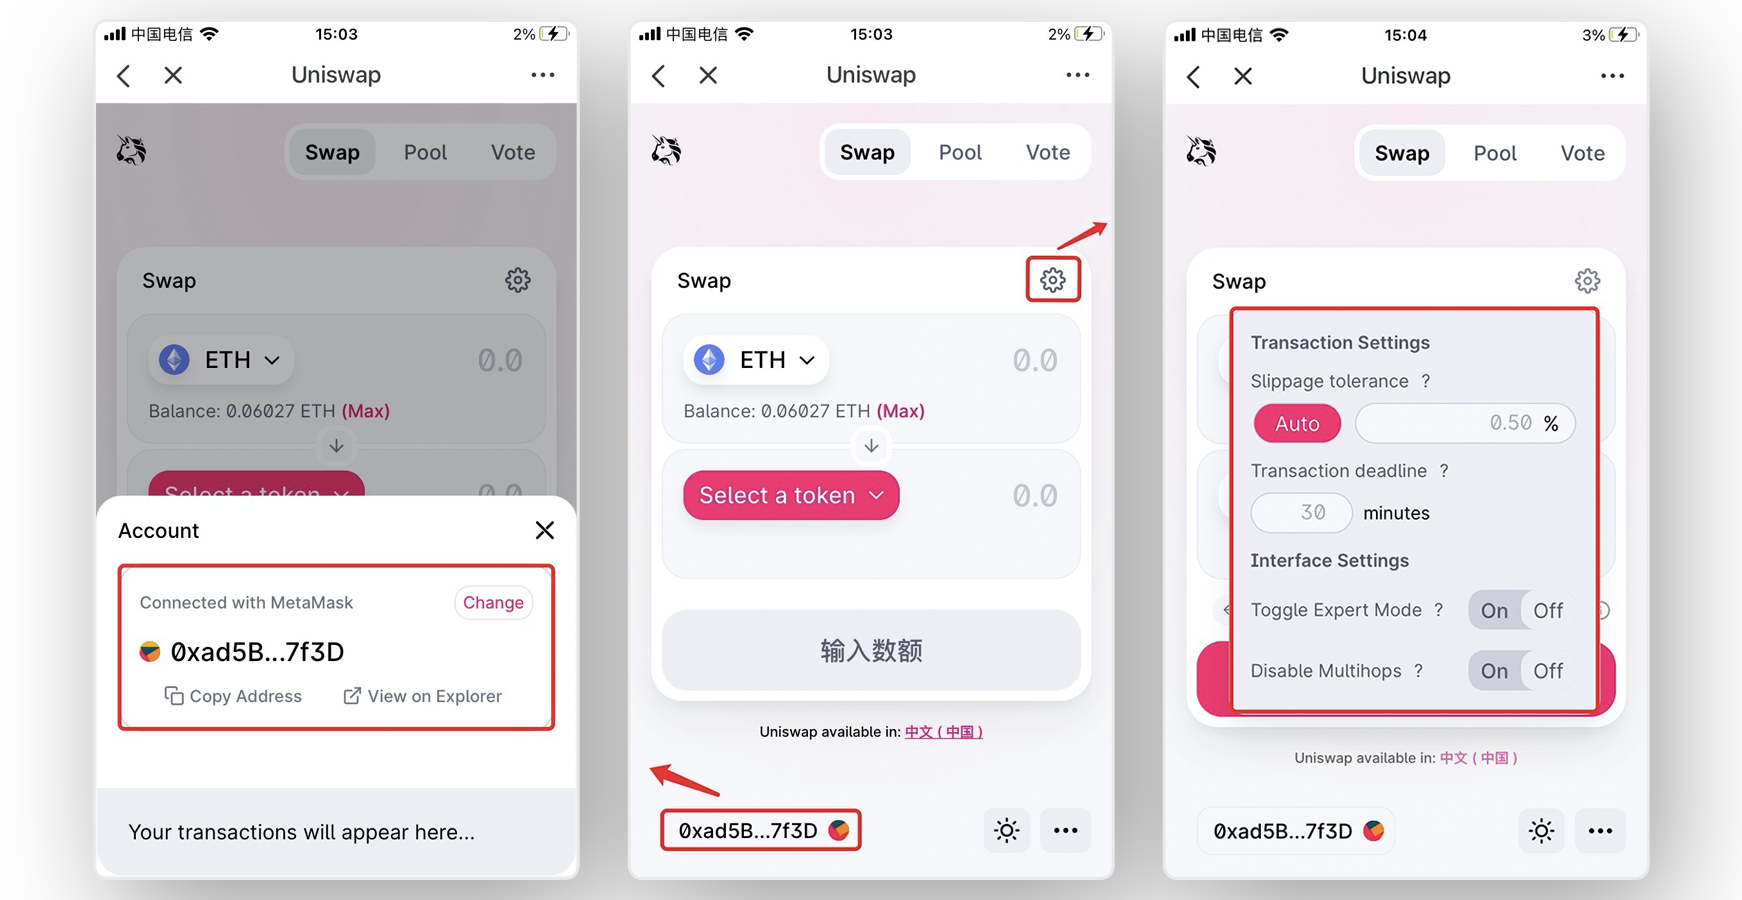 中国电信
15:03
2%
Uniswap
Swap
Pool
Vote
Swap
ETH
0.0
Balance: 0.06027 ETH (Max)
Select a token
0.0
Account
Connected with MetaMask
Change
0xad5B...7f3D
Copy Address
View on Explorer
Your transactions will appear here...
中国电信
15:03
2%
Uniswap
Swap
Pool
Vote
Swap
ETH
0.0
Balance: 0.06027 ETH (Max)
Select a token
0.0
输入数额
Uniswap available in: 中文 ( 中国 )
0xad5B...7f3D
中国电信
15:04
3%
Uniswap
Swap
Pool
Vote
Swap
Transaction Settings
Slippage tolerance ?
Auto
0.50 %
Transaction deadline ?
30 minutes
Interface Settings
Toggle Expert Mode ? On Off
Disable Multihops ? On Off
Uniswap available in: 中文 ( 中国 )
0xad5B...7f3D